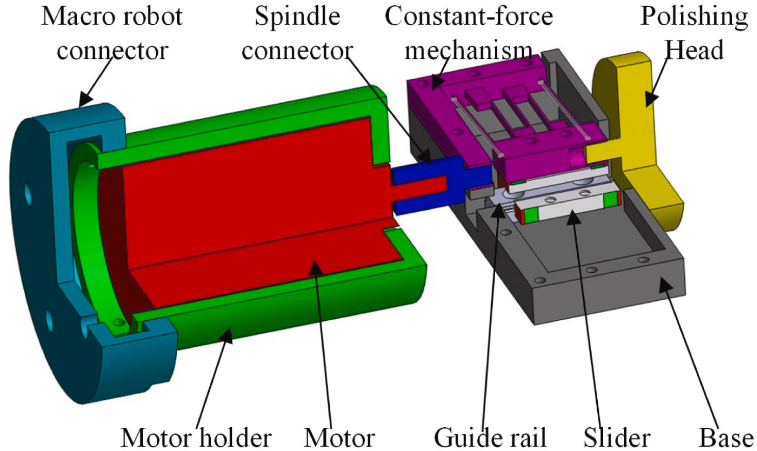 Macro robot
connector
Spindle
connector
Constant-force
mechanism
Polishing
Head
Motor holder
Motor
Guide rail
Slider
Base